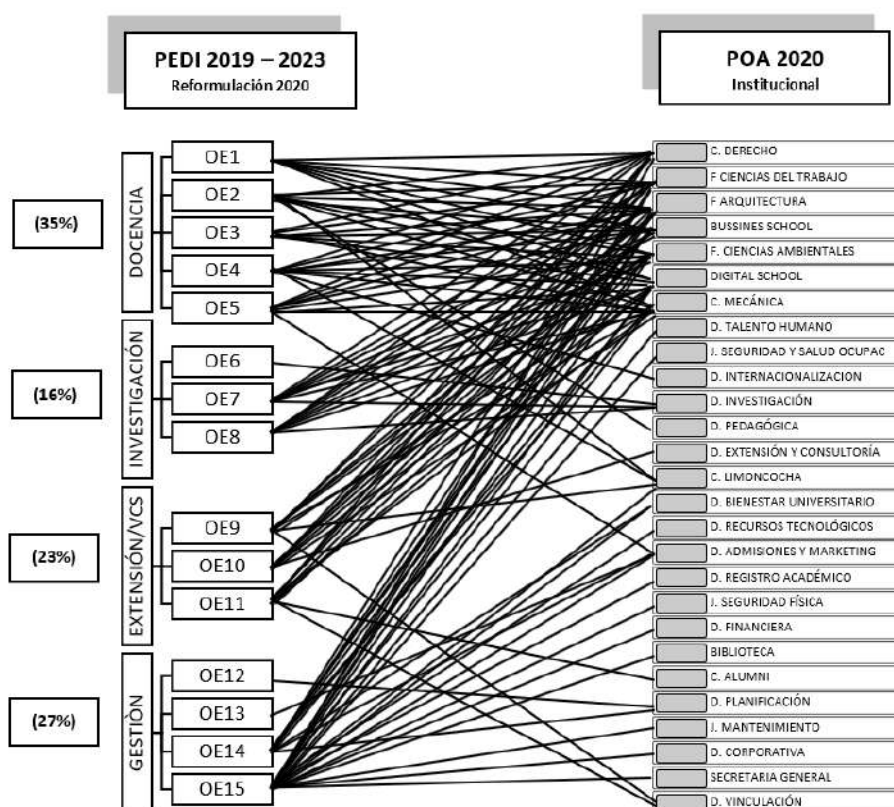 PEDI 2019 – 2023
Reformulación 2020
POA 2020
Institucional
(35%)
DOCENCIA
OE1
OE2
OE3
OE4
OE5
(16%)
INVESTIGACIÓN
OE6
OE7
OE8
(23%)
EXTENSIÓN/VCS
OE9
OE10
OE11
(27%)
GESTIÓN
OE12
OE13
OE14
OE15
C. DERECHO
F CIENCIAS DEL TRABAJO
F ARQUITECTURA
BUSSINES SCHOOL
F. CIENCIAS AMBIENTALES
DIGITAL SCHOOL
C. MECÁNICA
D. TALENTO HUMANO
J. SEGURIDAD Y SALUD OCUPAC
D. INTERNACIONALIZACION
D. INVESTIGACIÓN
D. PEDAGÓGICA
D. EXTENSIÓN Y CONSULTORÍA
C. LIMONCOCHA
D. BIENESTAR UNIVERSITARIO
D. RECURSOS TECNOLÓGICOS
D. ADMISIONES Y MARKETING
D. REGISTRO ACADÉMICO
J. SEGURIDAD FÍSICA
D. FINANCIERA
BIBLIOTECA
C. ALUMNI
D. PLANIFICACIÓN
J. MANTENIMIENTO
D. CORPORATIVA
SECRETARIA GENERAL
D. VINCULACIÓN